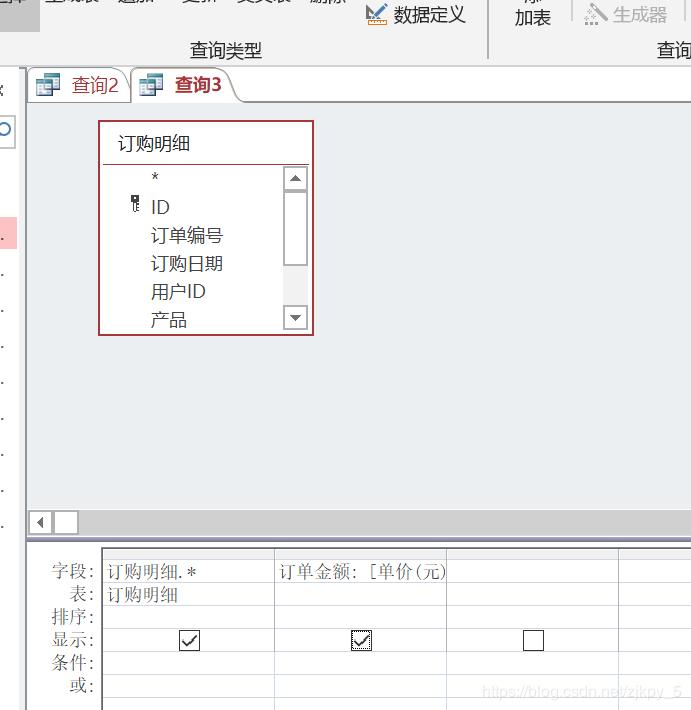 数据定义
加表
生成器
查询类型
查询
查询2
查询3
订购明细
*
ID
订单编号
订购日期
用户ID
产品
字段: 订购明细.* 订单金额: [单价(元)
表: 订购明细
排序:
显示:
条件:
或:
https://blog.csdn.net/zjkpy_5